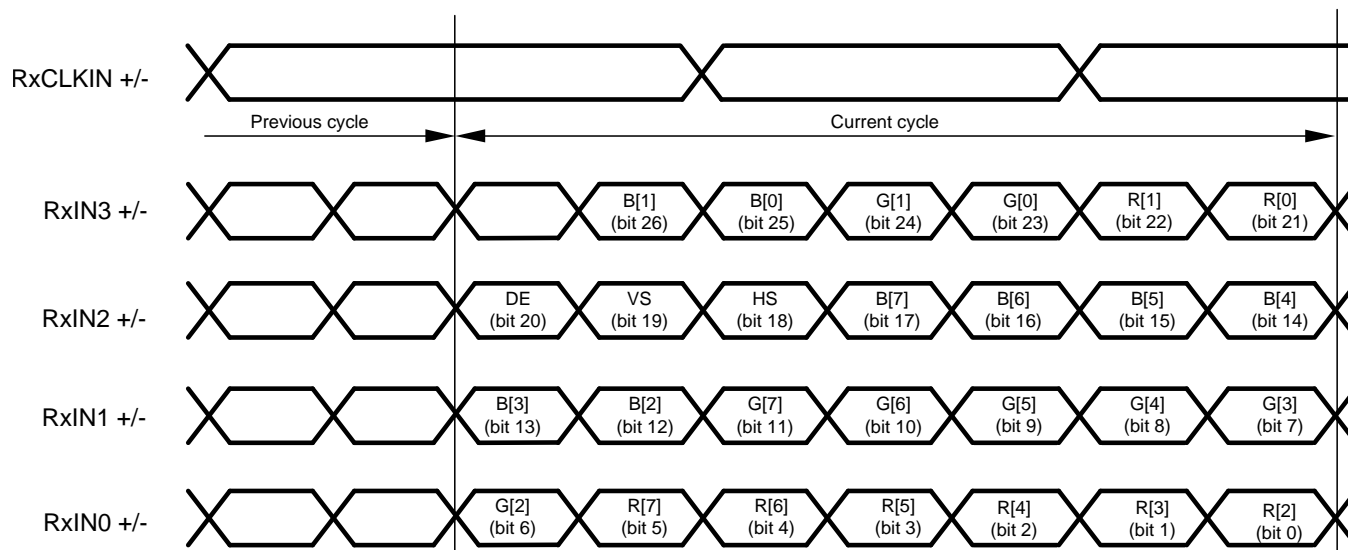 RxCLKIN +/-
Previous cycle
Current cycle
RxIN3 +/-
B[1]
(bit 26)
B[0]
(bit 25)
G[1]
(bit 24)
G[0]
(bit 23)
R[1]
(bit 22)
R[0]
(bit 21)
RxIN2 +/-
DE
(bit 20)
VS
(bit 19)
HS
(bit 18)
B[7]
(bit 17)
B[6]
(bit 16)
B[5]
(bit 15)
B[4]
(bit 14)
RxIN1 +/-
B[3]
(bit 13)
B[2]
(bit 12)
G[7]
(bit 11)
G[6]
(bit 10)
G[5]
(bit 9)
G[4]
(bit 8)
G[3]
(bit 7)
RxIN0 +/-
G[2]
(bit 6)
R[7]
(bit 5)
R[6]
(bit 4)
R[5]
(bit 3)
R[4]
(bit 2)
R[3]
(bit 1)
R[2]
(bit 0)